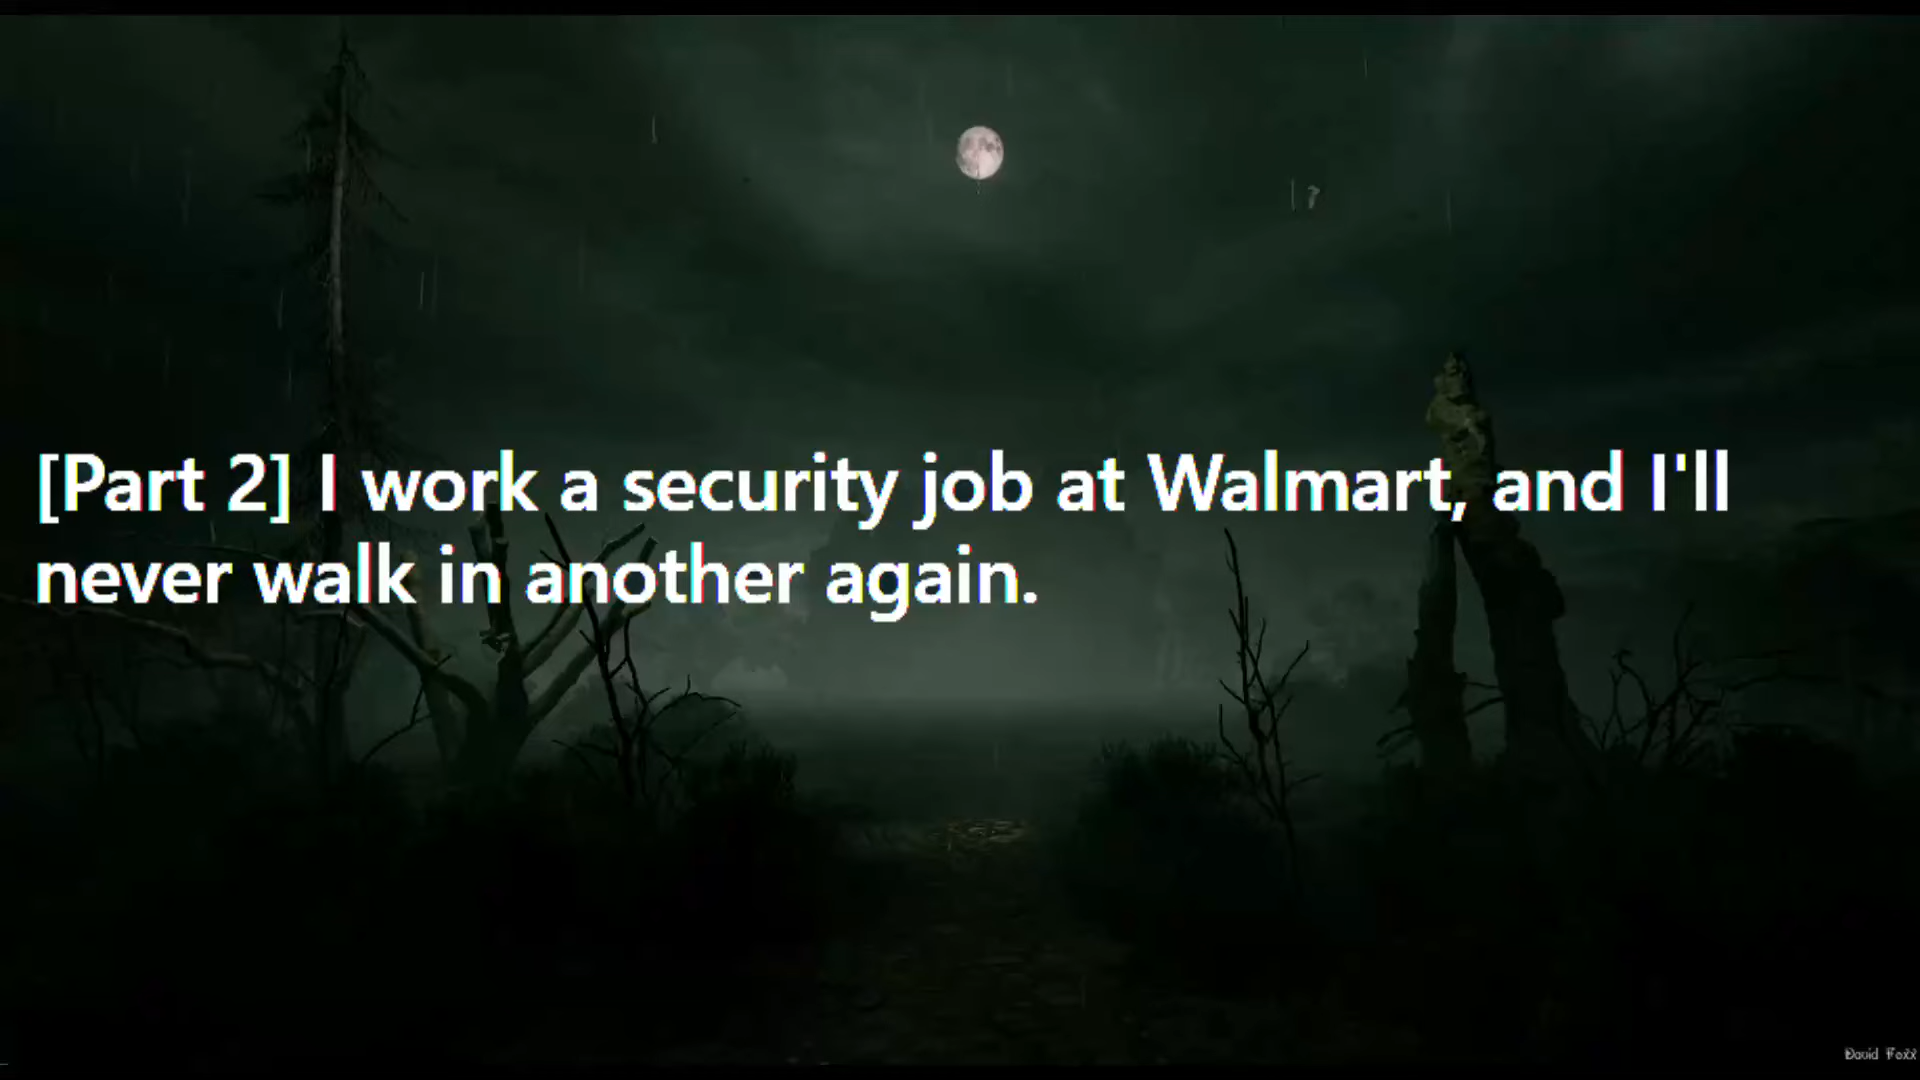 [Part 2] I work a security job at Walmart, and I'll
never walk in another again.
David Foxx